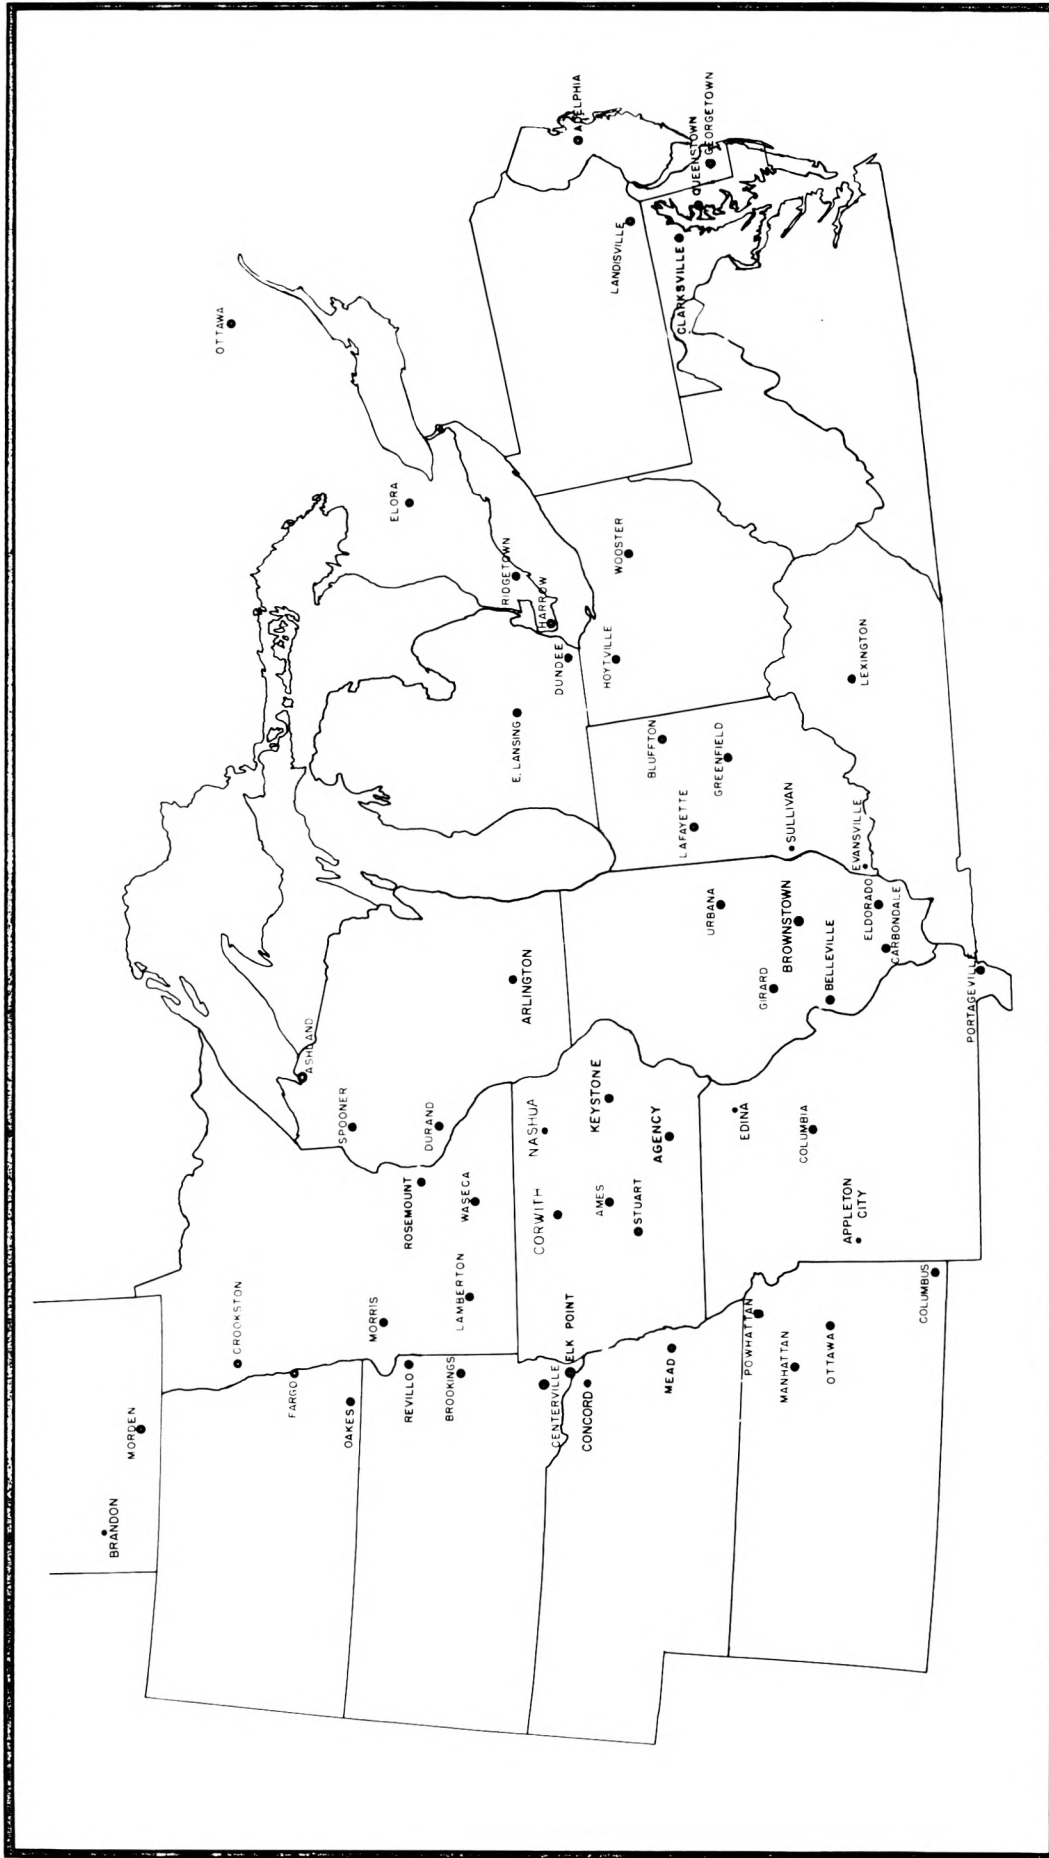 BRANDON
MORDEN
CROOKSTON
FARGO
OAKES
MORRIS
REVILLO
BROOKINGS
LAMBERTON
WASECA
ROSEMOUNT
DURAND
SPOONER
ASHLAND
ARLINGTON
CENTERVILLE
ELK POINT
CONCORD
MEAD
CORWITH
NASHUA
AMES
STUART
KEYSTONE
AGENCY
POWHATTAN
MANHATTAN
OTTAWA
COLUMBUS
EDINA
COLUMBIA
APPLETON
CITY
PORTAGEVILLE
URBANA
GIRARD
BROWNSTOWN
BELLEVILLE
ELDORADO
CARBONDALE
EVANSVILLE
SULLIVAN
LAFAYETTE
GREENFIELD
BLUFFTON
LEXINGTON
E. LANSING
DUNDEE
HOYTVILLE
WOOSTER
HARROW
RIDGETOWN
ELORA
OTTAWA
LANDISVILLE
CLARKSVILLE
QUEENSTOWN
GEORGETOWN
ADELPHIA